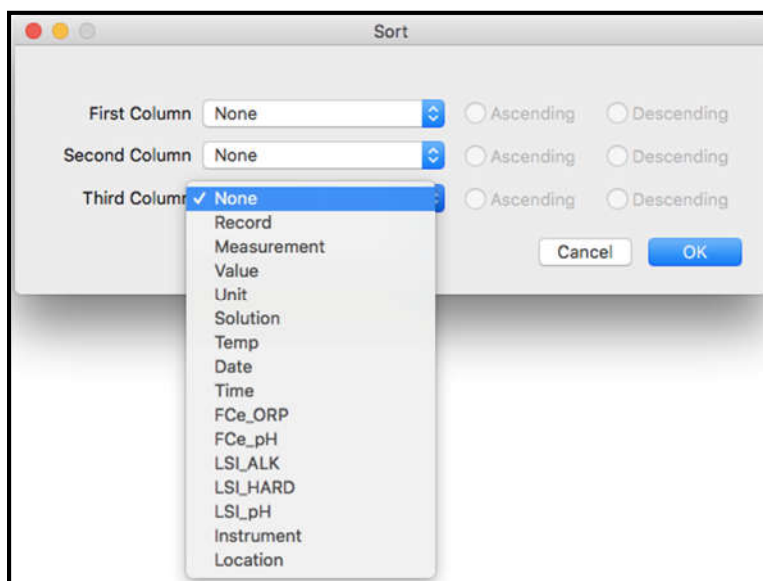 Sort
First Column None Ascending Descending
Second Column None Ascending Descending
Third Column ✓ None Ascending Descending
Record
Measurement
Cancel OK
Value
Unit
Solution
Temp
Date
Time
FCe_ORP
FCe_pH
LSI_ALK
LSI_HARD
LSI_pH
Instrument
Location